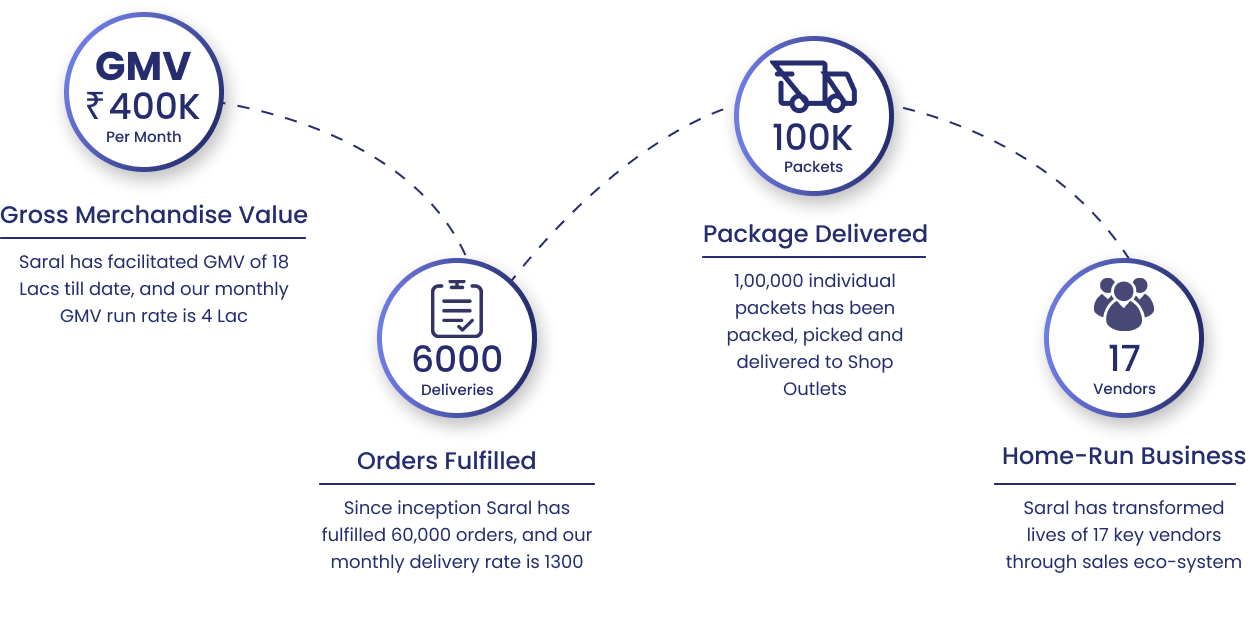 GMV
₹400K
Per Month
Gross Merchandise Value
Saral has facilitated GMV of 18
Lacs till date, and our monthly
GMV run rate is 4 Lac
6000
Deliveries
Orders Fulfilled
Since inception Saral has
fulfilled 60,000 orders, and our
monthly delivery rate is 1300
100K
Packets
Package Delivered
1,00,000 individual
packets has been
packed, picked and
delivered to Shop
Outlets
17
Vendors
Home-Run Business
Saral has transformed
lives of 17 key vendors
through sales eco-system